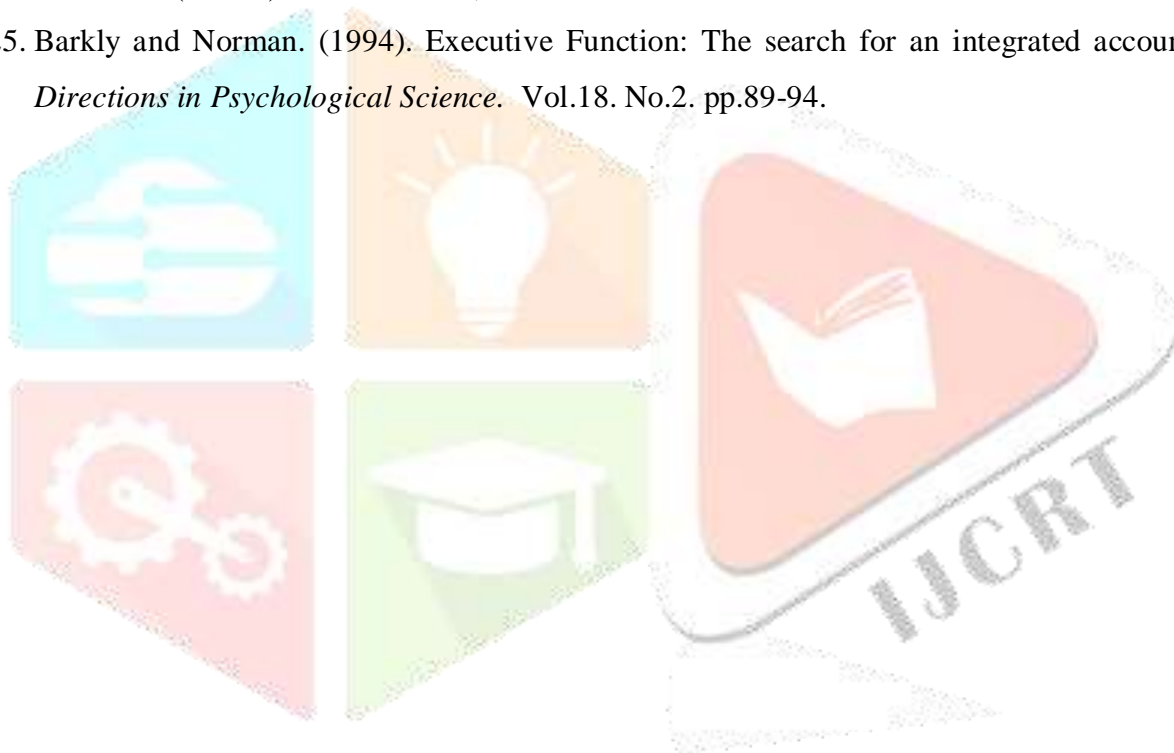 5. Barkly and Norman. (1994). Executive Function: The search for an integrated accoun
Directions in Psychological Science. Vol.18. No.2. pp.89-94.
IJCRT